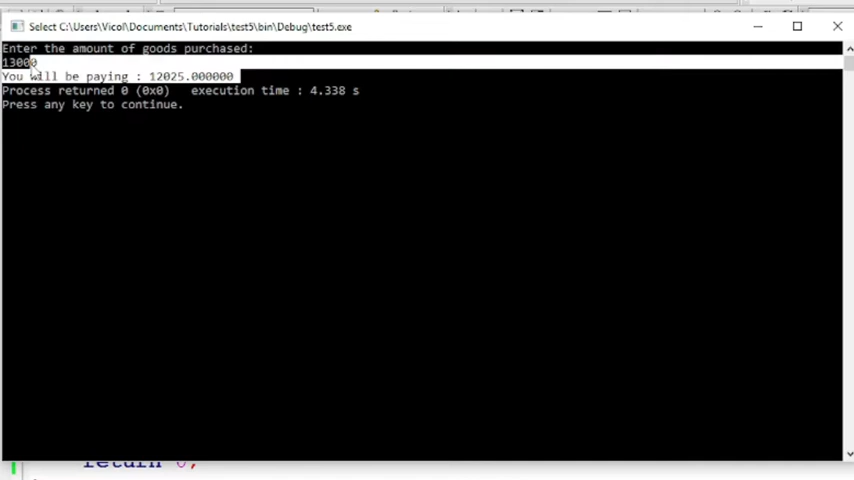 Select C:\Users\Vicol\Documents\Tutorials\test5\bin\Debug\test5.exe
Enter the amount of goods purchased:
13000
You will be paying : 12025.000000
Process returned 0 (0x0)   execution time : 4.338 s
Press any key to continue.
return 0;